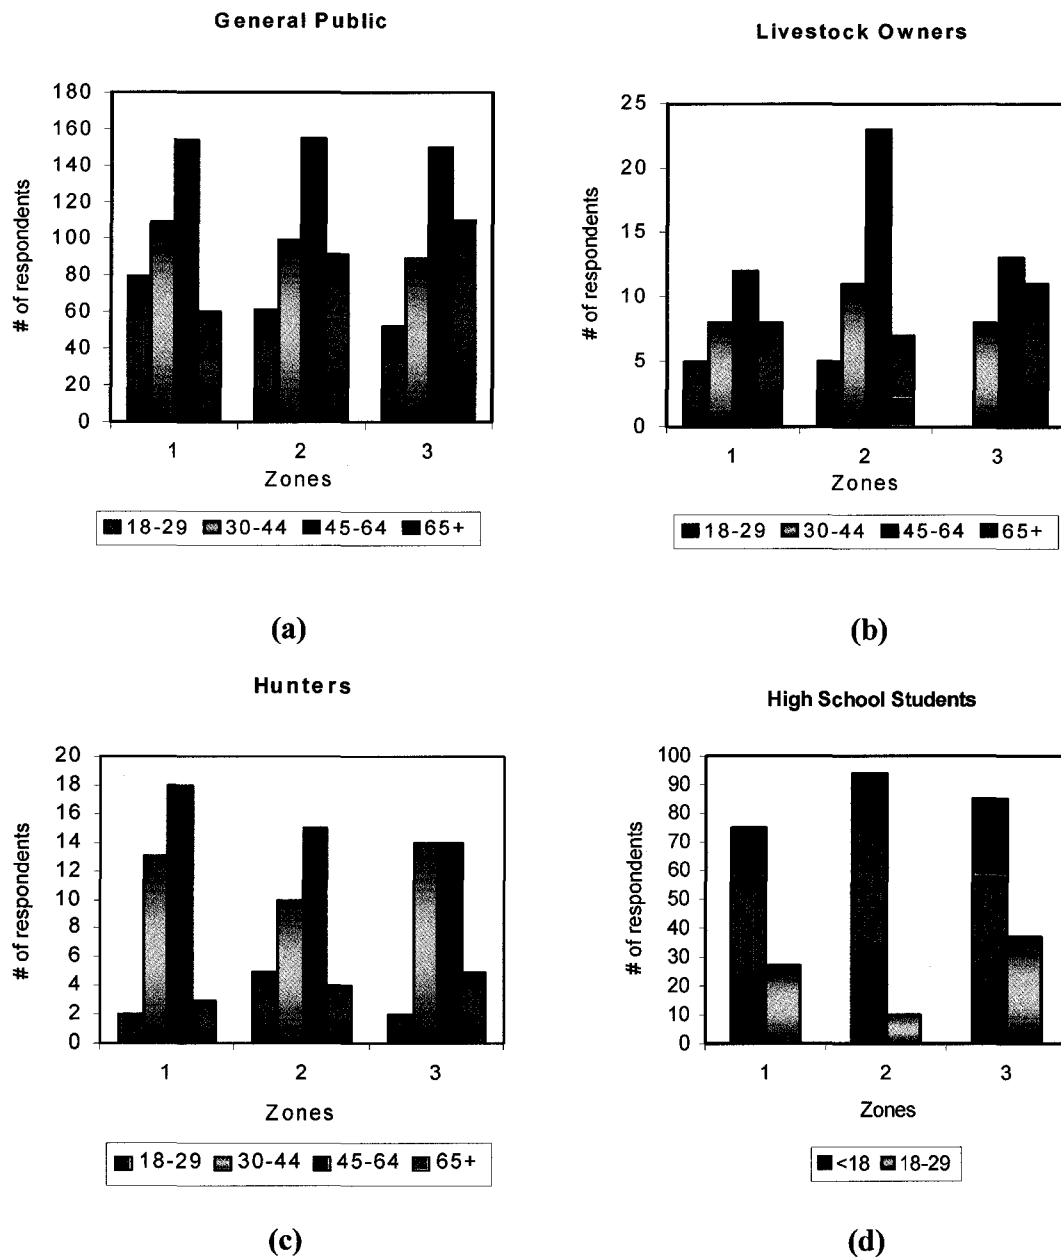 General Public
# of respondents
180
160
140
120
100
80
60
40
20
0
1 2 3
Zones
18-29 30-44 45-64 65+
(a)
Livestock Owners
# of respondents
25
20
15
10
5
0
1 2 3
Zones
18-29 30-44 45-64 65+
(b)
Hunters
# of respondents
20
18
16
14
12
10
8
6
4
2
0
1 2 3
Zones
18-29 30-44 45-64 65+
(c)
High School Students
# of respondents
100
90
80
70
60
50
40
30
20
10
0
1 2 3
Zones
<18 18-29
(d)